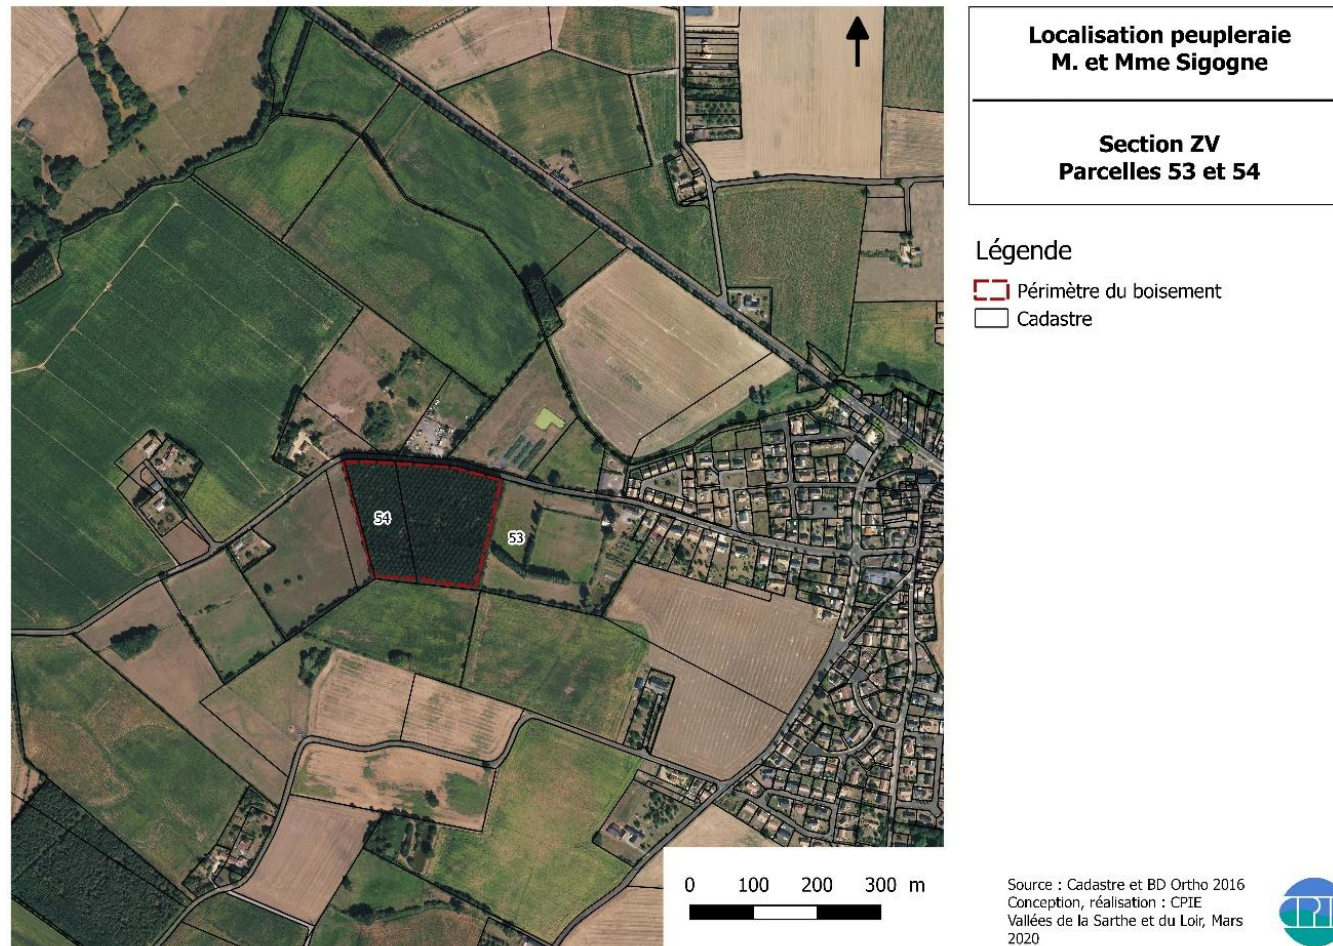 Localisation peupleraie
M. et Mme Sigogne
Section ZV
Parcelles 53 et 54
Légende
Périmètre du boisement
Cadastre
54
53
0 100 200 300 m
Source : Cadastre et BD Ortho 2016
Conception, réalisation : CPIE
Vallées de la Sarthe et du Loir, Mars
2020